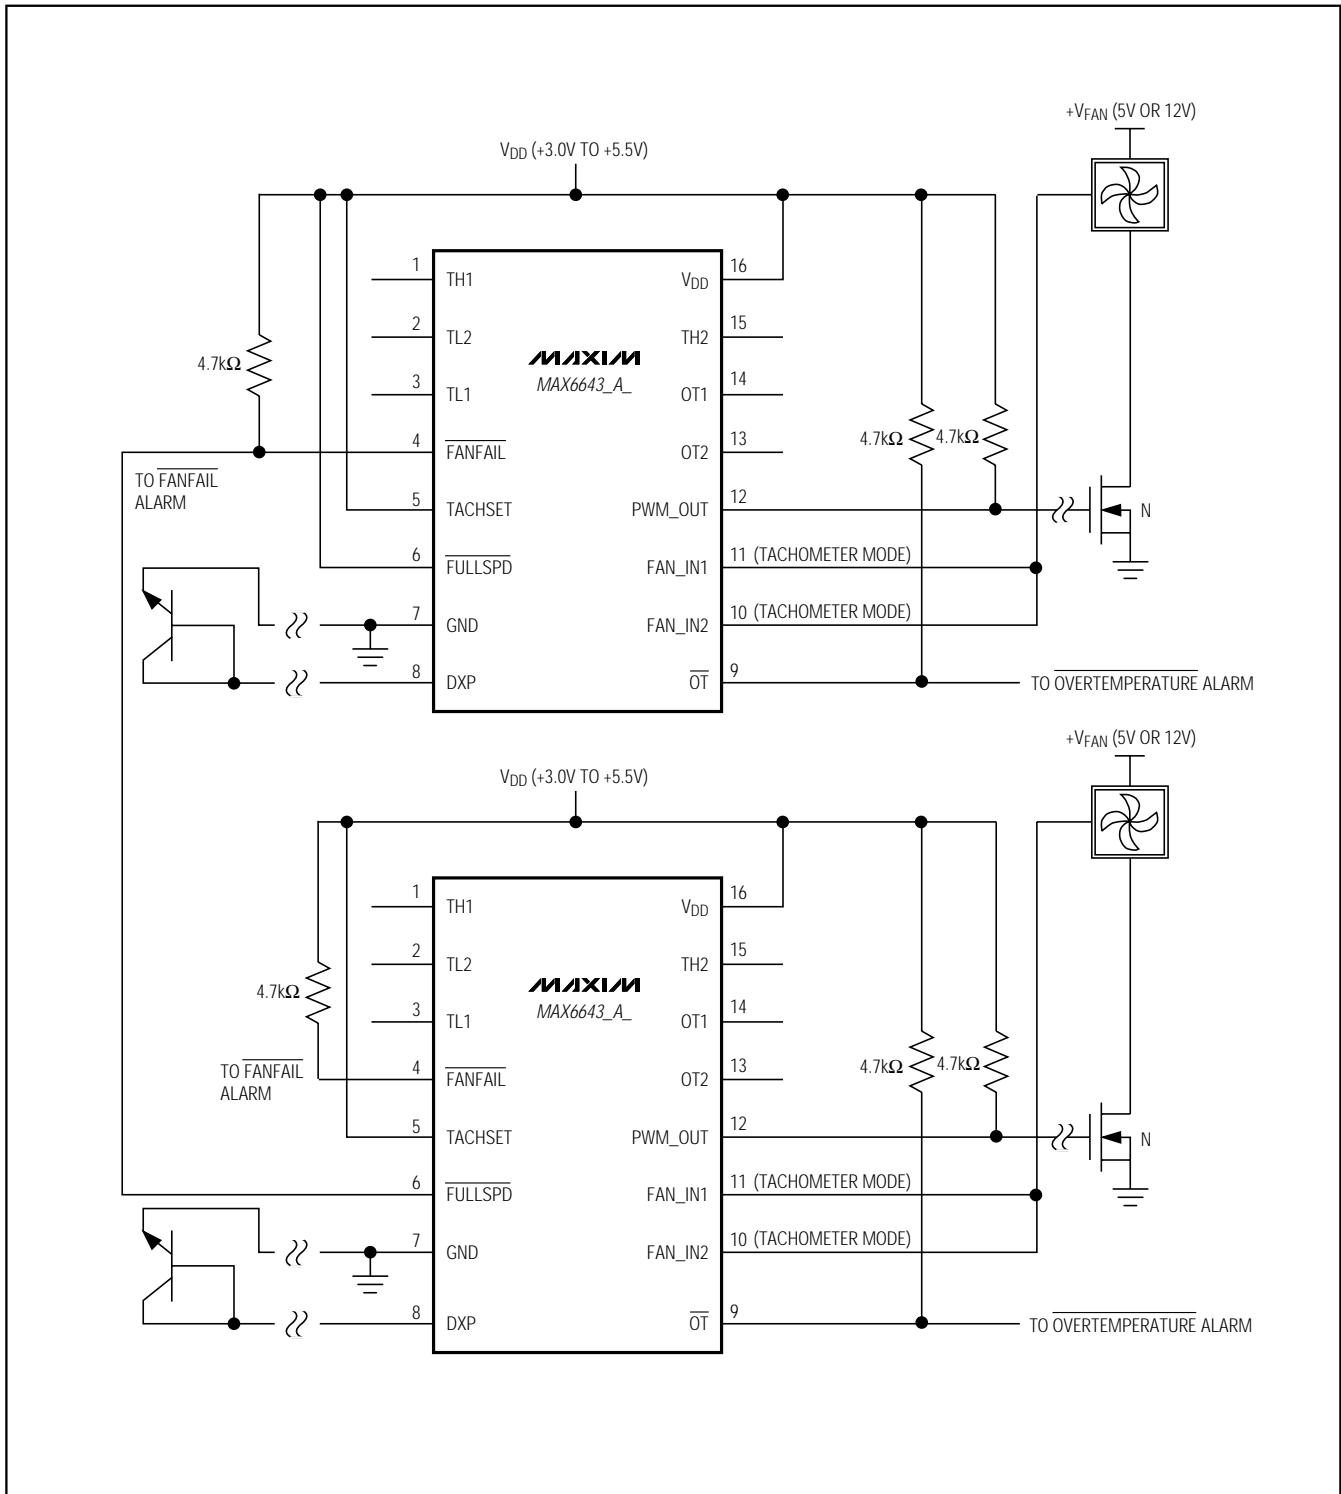 +VFAN (5V OR 12V)
VDD (+3.0V TO +5.5V)
1 TH1
VDD 16
2 TL2
TH2 15
MAXIM
MAX6643_A_
4.7kΩ
3 TL1
OT1 14
4 FANFAIL
OT2 13
4.7kΩ 4.7kΩ
TO FANFAIL
ALARM
5 TACHSET
PWM_OUT 12
N
6 FULLSPD
FAN_IN1 11 (TACHOMETER MODE)
7 GND
FAN_IN2 10 (TACHOMETER MODE)
8 DXP
OT 9
TO OVERTEMPERATURE ALARM
+VFAN (5V OR 12V)
VDD (+3.0V TO +5.5V)
1 TH1
VDD 16
2 TL2
TH2 15
MAXIM
MAX6643_A_
4.7kΩ
3 TL1
OT1 14
4.7kΩ 4.7kΩ
TO FANFAIL
ALARM
4 FANFAIL
OT2 13
5 TACHSET
PWM_OUT 12
N
6 FULLSPD
FAN_IN1 11 (TACHOMETER MODE)
7 GND
FAN_IN2 10 (TACHOMETER MODE)
8 DXP
OT 9
TO OVERTEMPERATURE ALARM